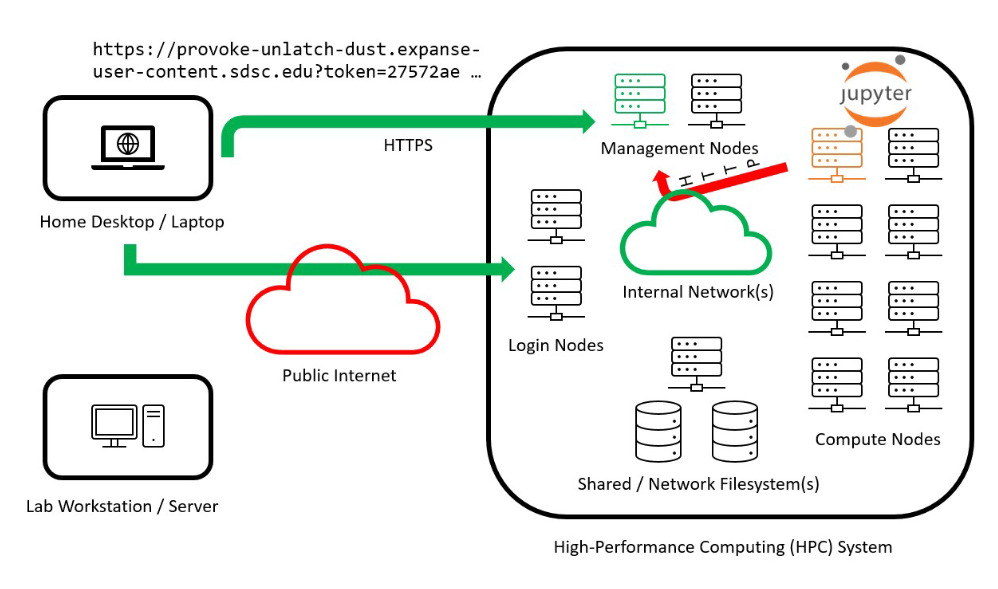 https://provoke-unlatch-dust.expanse-
user-content.sdsc.edu?token=27572ae …
jupyter
HTTPS
Management Nodes
HTTP
Home Desktop / Laptop
Internal Network(s)
Login Nodes
Public Internet
Compute Nodes
Shared / Network Filesystem(s)
Lab Workstation / Server
High-Performance Computing (HPC) System